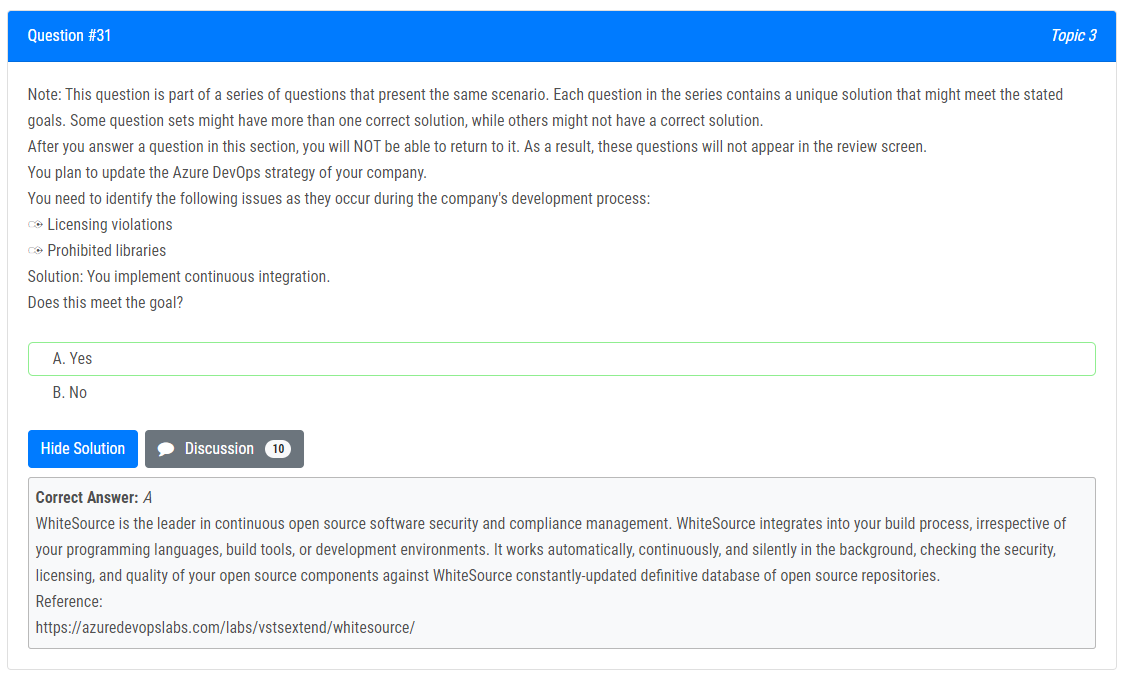 Question #31
Topic 3
Note: This question is part of a series of questions that present the same scenario. Each question in the series contains a unique solution that might meet the stated
goals. Some question sets might have more than one correct solution, while others might not have a correct solution.
After you answer a question in this section, you will NOT be able to return to it. As a result, these questions will not appear in the review screen.
You plan to update the Azure DevOps strategy of your company.
You need to identify the following issues as they occur during the company's development process:
Licensing violations
Prohibited libraries
Solution: You implement continuous integration.
Does this meet the goal?
A. Yes
B. No
Hide Solution
Discussion 10
Correct Answer: A
WhiteSource is the leader in continuous open source software security and compliance management. WhiteSource integrates into your build process, irrespective of
your programming languages, build tools, or development environments. It works automatically, continuously, and silently in the background, checking the security,
licensing, and quality of your open source components against WhiteSource constantly-updated definitive database of open source repositories.
Reference:
https://azuredevopslabs.com/labs/vstsextend/whitesource/